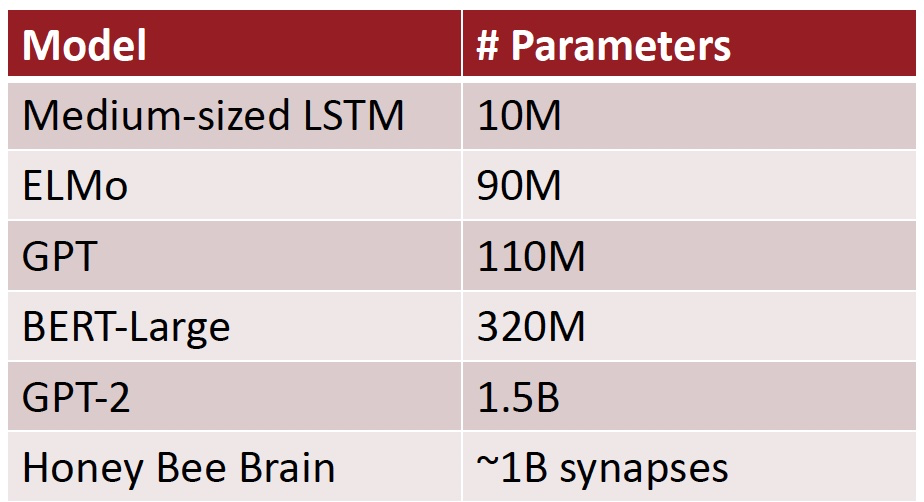 Model # Parameters
Medium-sized LSTM 10M
ELMo 90M
GPT 110M
BERT-Large 320M
GPT-2 1.5B
Honey Bee Brain ~1B synapses